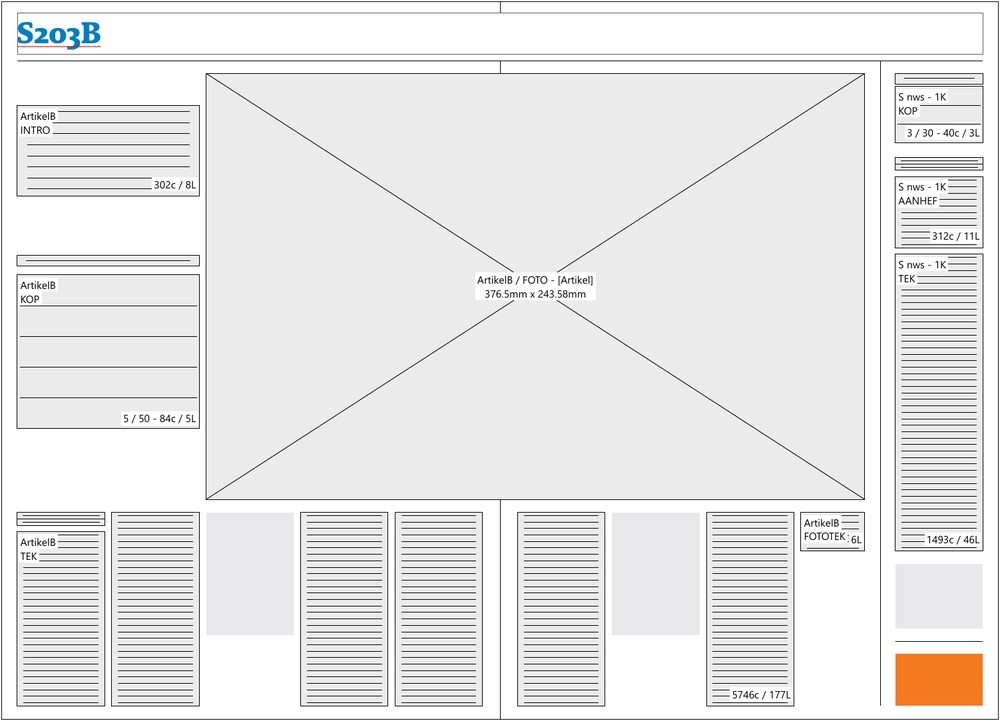 S203B
ArtikelB
INTRO
302c / 8L
ArtikelB
KOP
5 / 50 - 84c / 5L
ArtikelB / FOTO - [Artikel]
376.5mm x 243.58mm
S nws - 1K
KOP
3 / 30 - 40c / 3L
S nws - 1K
AANHEF
312c / 11L
S nws - 1K
TEK
1493c / 46L
ArtikelB
TEK
5746c / 177L
ArtikelB
FOTOTEK
6L